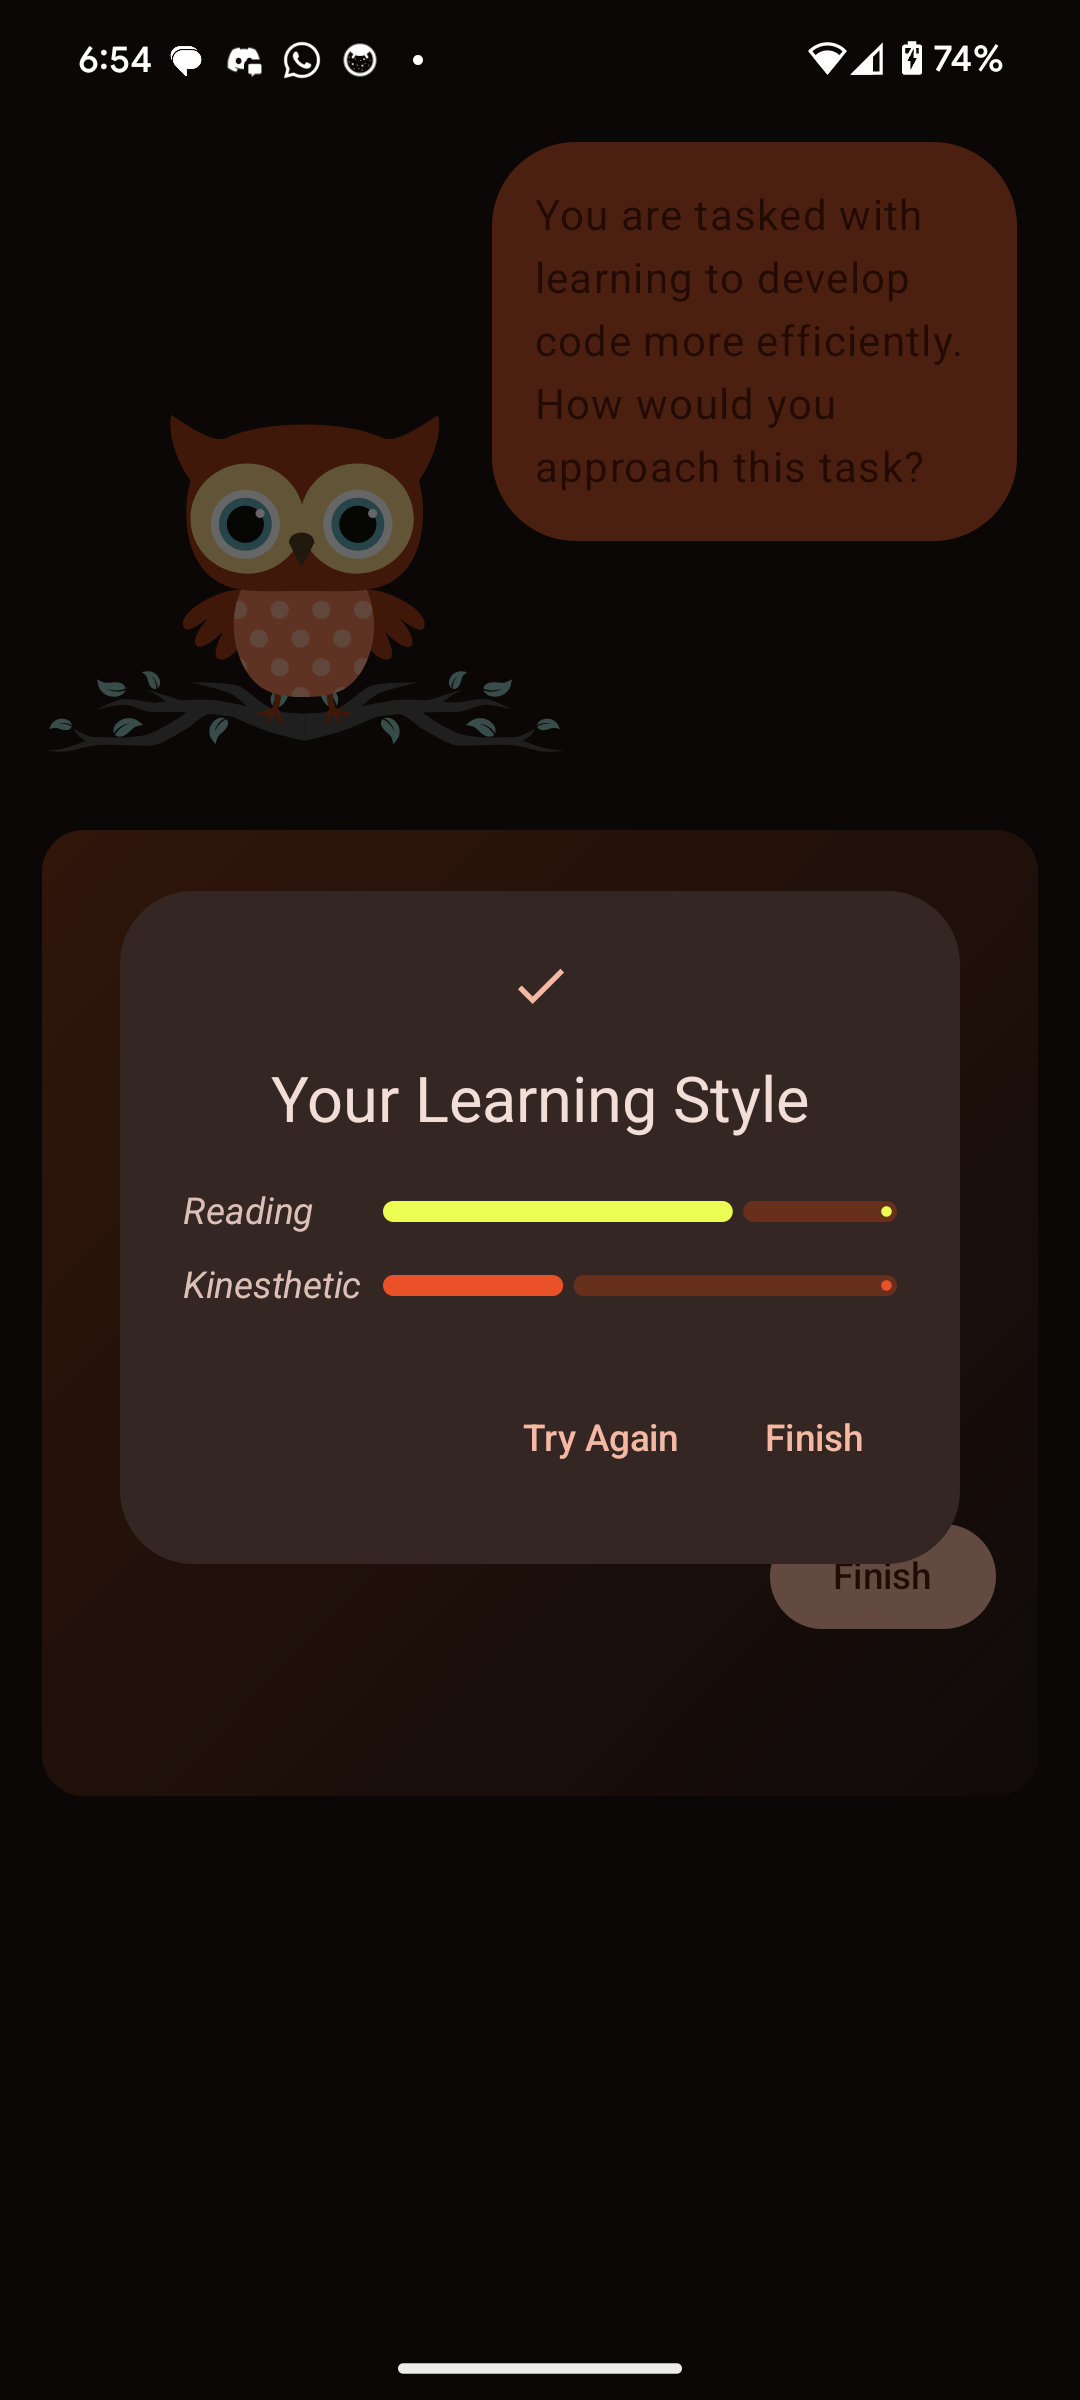 6:54
74%
You are tasked with
learning to develop
code more efficiently.
How would you
approach this task?
Your Learning Style
Reading
Kinesthetic
Try Again Finish
Finish